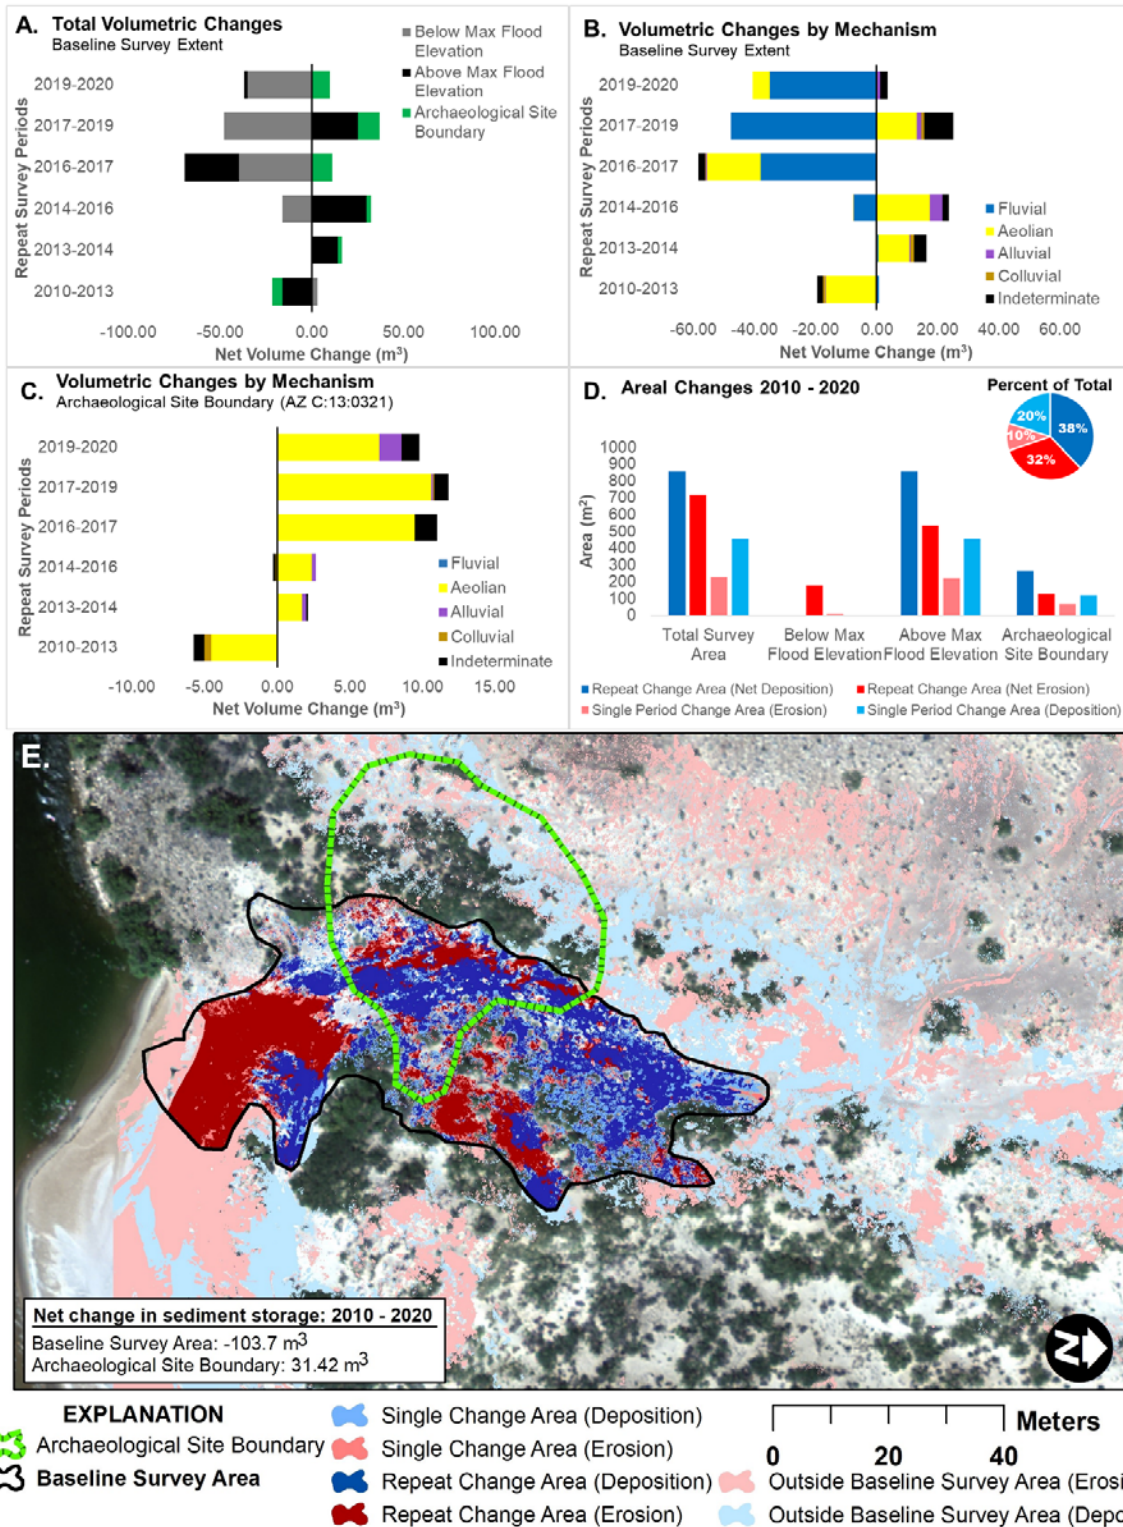 A. Total Volumetric Changes
Baseline Survey Extent
Below Max Flood
Elevation
Above Max Flood
Elevation
Archaeological Site
Boundary
Repeat Survey Periods
2019-2020
2017-2019
2016-2017
2014-2016
2013-2014
2010-2013
-100.00 -50.00 0.00 50.00 100.00
Net Volume Change (m³)
B. Volumetric Changes by Mechanism
Baseline Survey Extent
Repeat Survey Periods
2019-2020
2017-2019
2016-2017
2014-2016
2013-2014
2010-2013
Fluvial
Aeolian
Alluvial
Colluvial
Indeterminate
-60.00 -40.00 -20.00 0.00 20.00 40.00 60.00
Net Volume Change (m³)
C. Volumetric Changes by Mechanism
Archaeological Site Boundary (AZ C:13:0321)
Repeat Survey Periods
2019-2020
2017-2019
2016-2017
2014-2016
2013-2014
2010-2013
Fluvial
Aeolian
Alluvial
Colluvial
Indeterminate
-10.00 -5.00 0.00 5.00 10.00 15.00
Net Volume Change (m³)
D. Areal Changes 2010 - 2020
Percent of Total
20%
38%
10%
32%
Area (m²)
1000
900
800
700
600
500
400
300
200
100
0
Total Survey Area
Below Max Flood Elevation
Above Max Flood Elevation
Archaeological Site Boundary
Repeat Change Area (Net Deposition)
Repeat Change Area (Net Erosion)
Single Period Change Area (Erosion)
Single Period Change Area (Deposition)
E.
Net change in sediment storage: 2010 - 2020
Baseline Survey Area: -103.7 m³
Archaeological Site Boundary: 31.42 m³
N
EXPLANATION
Archaeological Site Boundary
Baseline Survey Area
Single Change Area (Deposition)
Single Change Area (Erosion)
Repeat Change Area (Deposition)
Repeat Change Area (Erosion)
Meters
0 20 40
Outside Baseline Survey Area (Erosi
Outside Baseline Survey Area (Depo